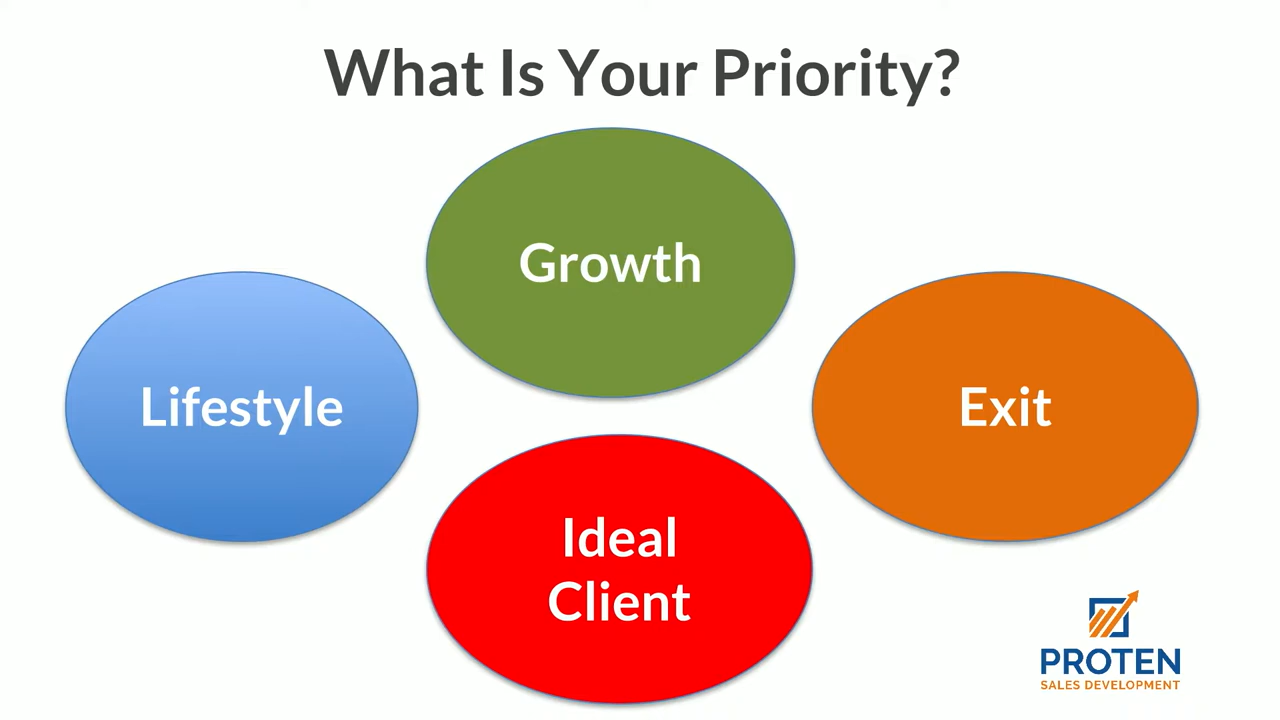 What Is Your Priority?
Growth
Lifestyle
Exit
Ideal
Client
PROTEN
SALES DEVELOPMENT